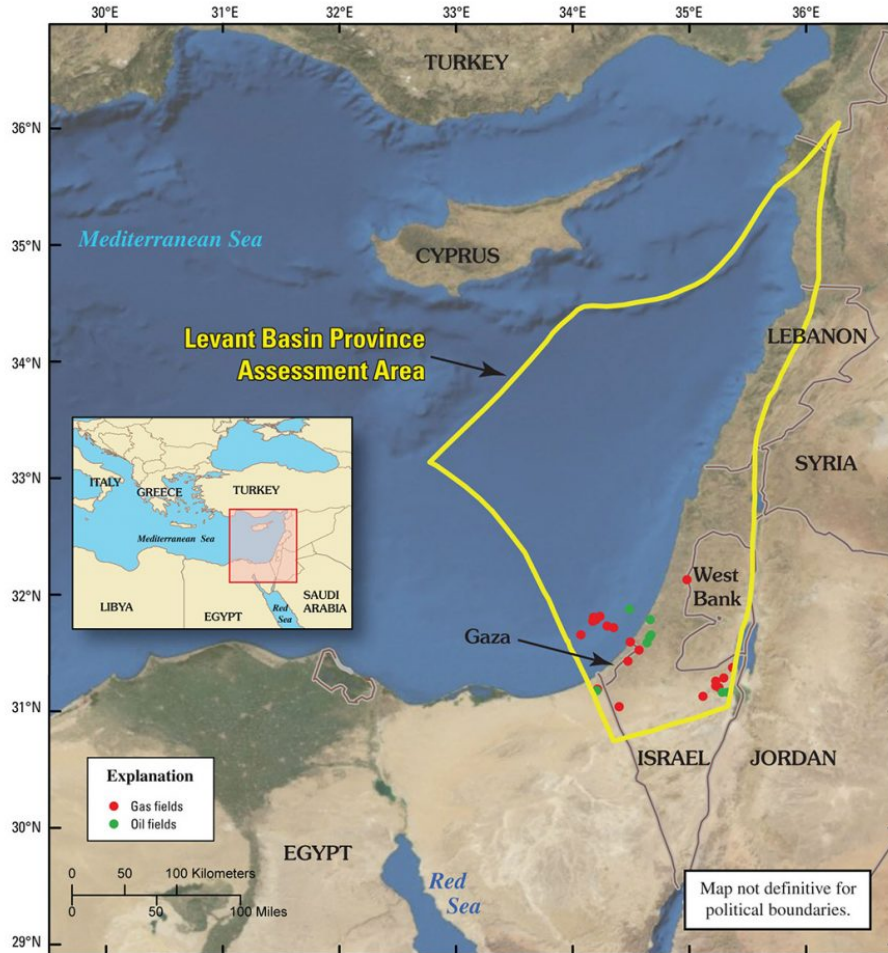 30°E
31°E
32°E
33°E
34°E
35°E
36°E
TURKEY
36°N
35°N
Mediterranean Sea
CYPRUS
34°N
Levant Basin Province
Assessment Area
LEBANON
33°N
SYRIA
ITALY
GREECE
TURKEY
Mediterranean Sea
LIBYA
EGYPT
Red
Sea
SAUDI
ARABIA
32°N
West
Bank
Gaza
31°N
ISRAEL
JORDAN
Explanation
Gas fields
Oil fields
30°N
EGYPT
0 50 100 Kilometers
0 50 100 Miles
Red
Sea
Map not definitive for
political boundaries.
29°N